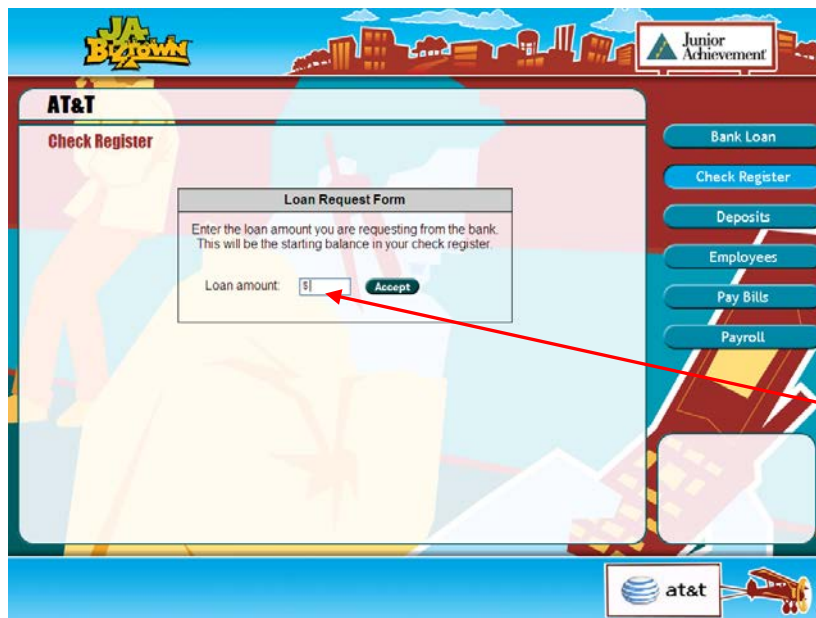 JA
BizTown
Junior
Achievement
AT&T
Check Register
Bank Loan
Check Register
Deposits
Employees
Pay Bills
Payroll
Loan Request Form
Enter the loan amount you are requesting from the bank.
This will be the starting balance in your check register.
Loan amount: $ Accept
at&t